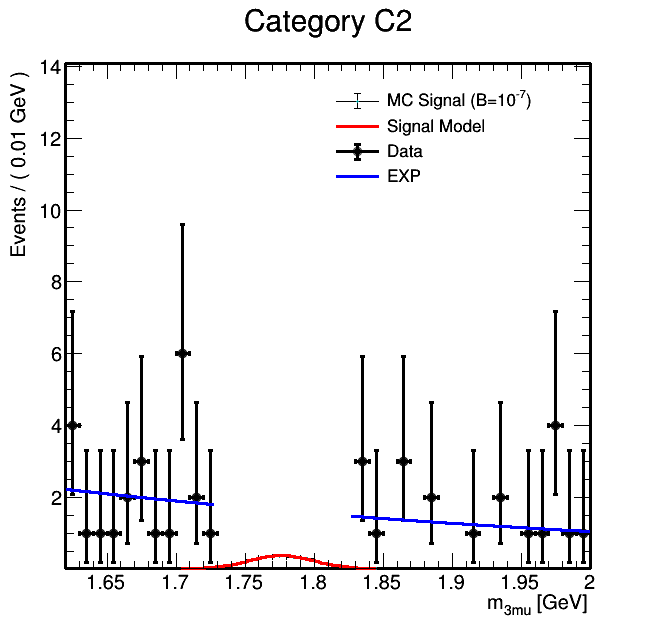 Category C2
Events / ( 0.01 GeV )
14
12
10
8
6
4
2
MC Signal (B=10⁻⁷)
Signal Model
Data
EXP
1.65 1.7 1.75 1.8 1.85 1.9 1.95 2
m₃ₘᵤ [GeV]